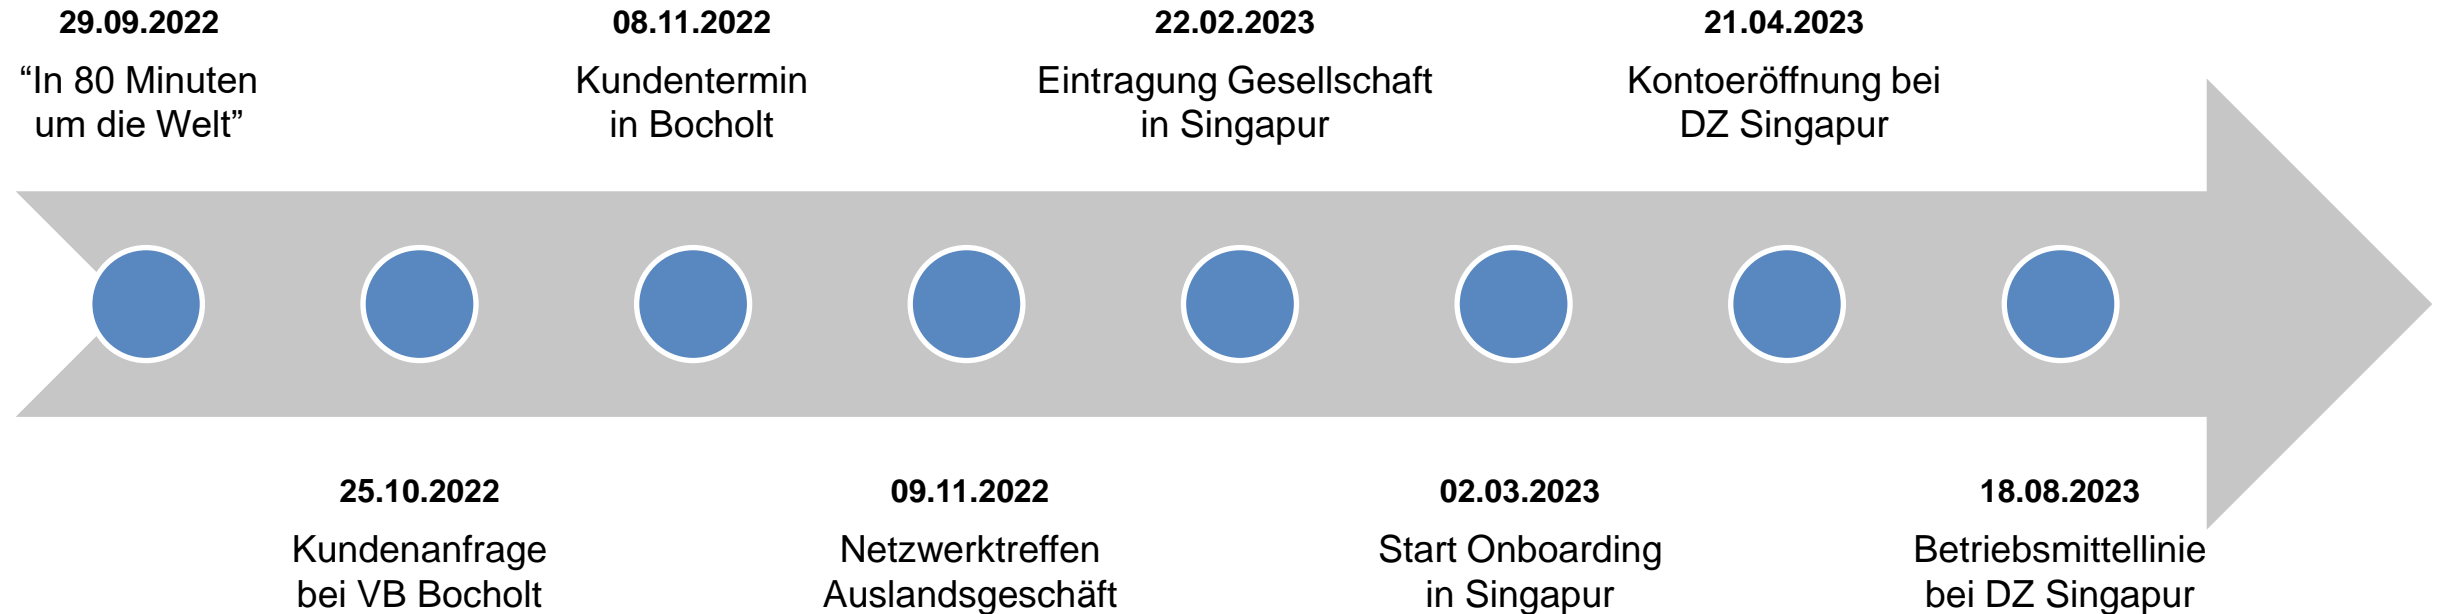 29.09.2022
“In 80 Minuten
um die Welt”
25.10.2022
Kundenanfrage
bei VB Bocholt
08.11.2022
Kundentermin
in Bocholt
09.11.2022
Netzwerktreffen
Auslandsgeschäft
22.02.2023
Eintragung Gesellschaft
in Singapur
02.03.2023
Start Onboarding
in Singapur
21.04.2023
Kontoeröffnung bei
DZ Singapur
18.08.2023
Betriebsmittellinie
bei DZ Singapur